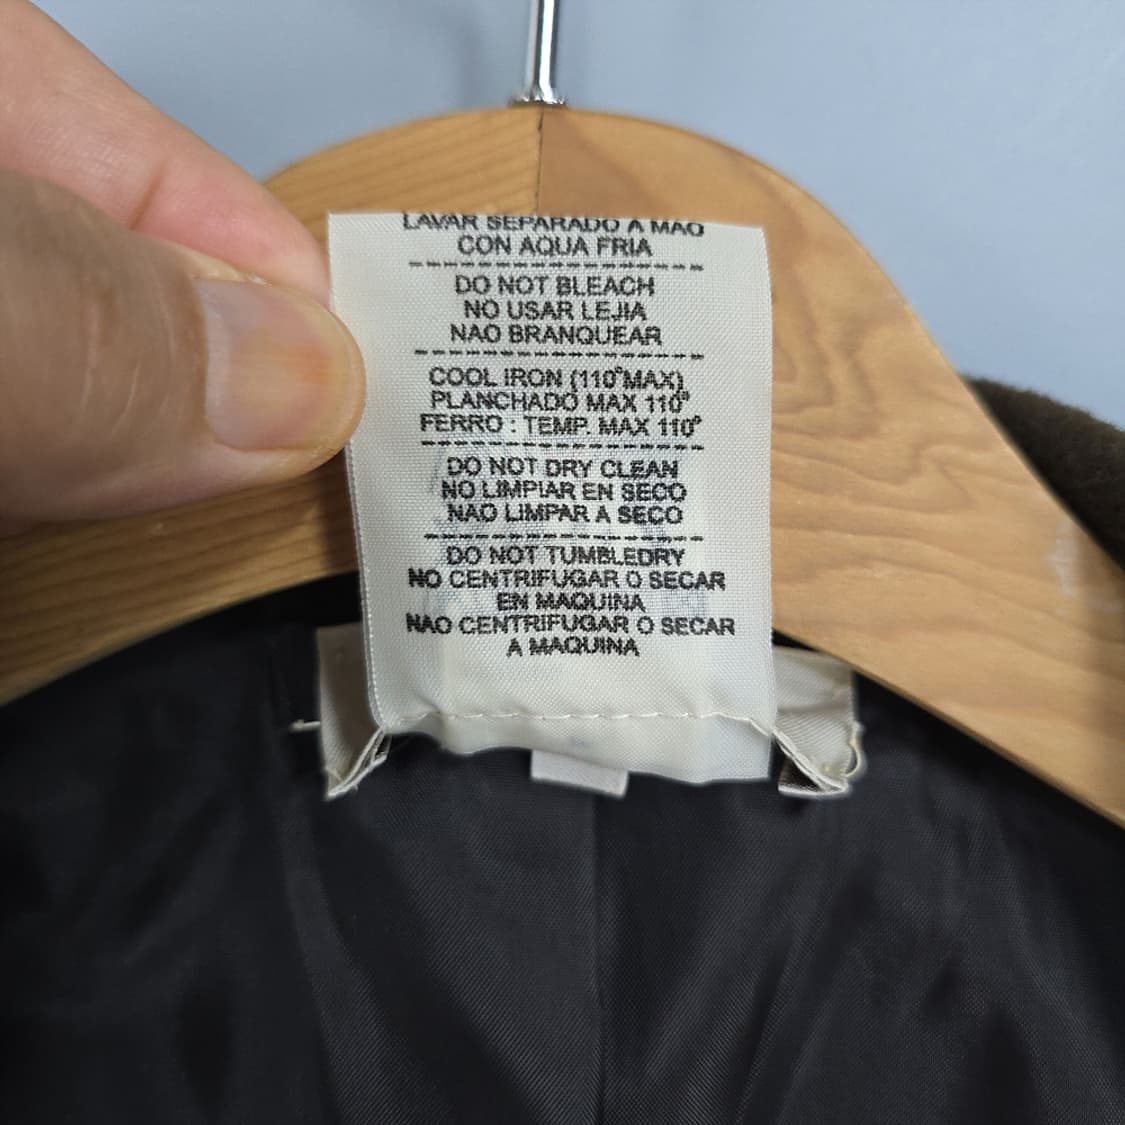 LAVAR SEPARADO A MAO
CON AQUA FRIA
DO NOT BLEACH
NO USAR LEJIA
NAO BRANQUEAR
COOL IRON (110°MAX)
PLANCHADO MAX 110°
FERRO : TEMP. MAX 110°
DO NOT DRY CLEAN
NO LIMPIAR EN SECO
NAO LIMPAR A SECO
DO NOT TUMBLEDRY
NO CENTRIFUGAR O SECAR
EN MAQUINA
NAO CENTRIFUGAR O SECAR
A MAQUINA